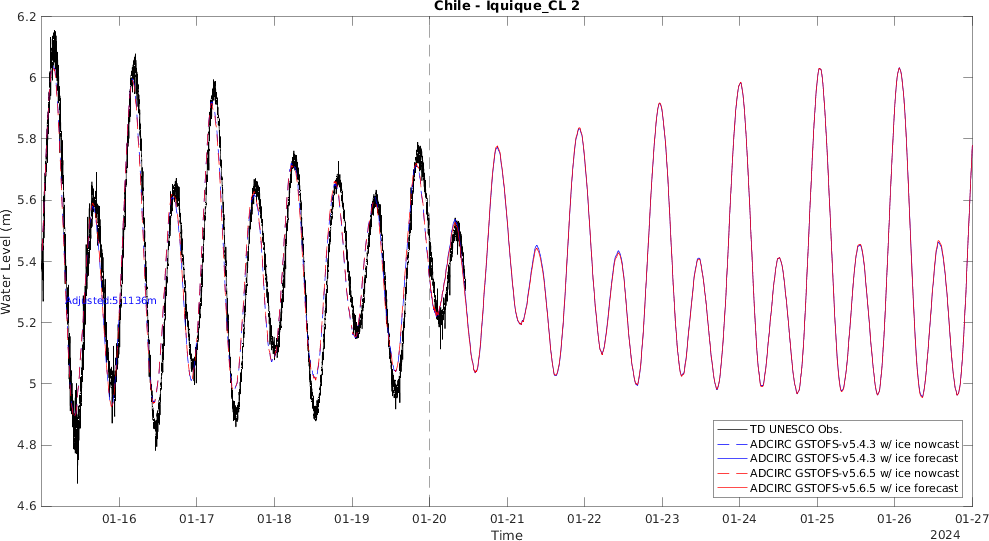 Chile - Iquique_CL 2
6.2
6
5.8
5.6
5.4
5.2
5
4.8
4.6
Water Level (m)
Adjusted:5.1136m
TD UNESCO Obs.
ADCIRC GSTOFS-v5.4.3 w/ ice nowcast
ADCIRC GSTOFS-v5.4.3 w/ ice forecast
ADCIRC GSTOFS-v5.6.5 w/ ice nowcast
ADCIRC GSTOFS-v5.6.5 w/ ice forecast
01-16 01-17 01-18 01-19 01-20 01-21 01-22 01-23 01-24 01-25 01-26 01-27
Time
2024